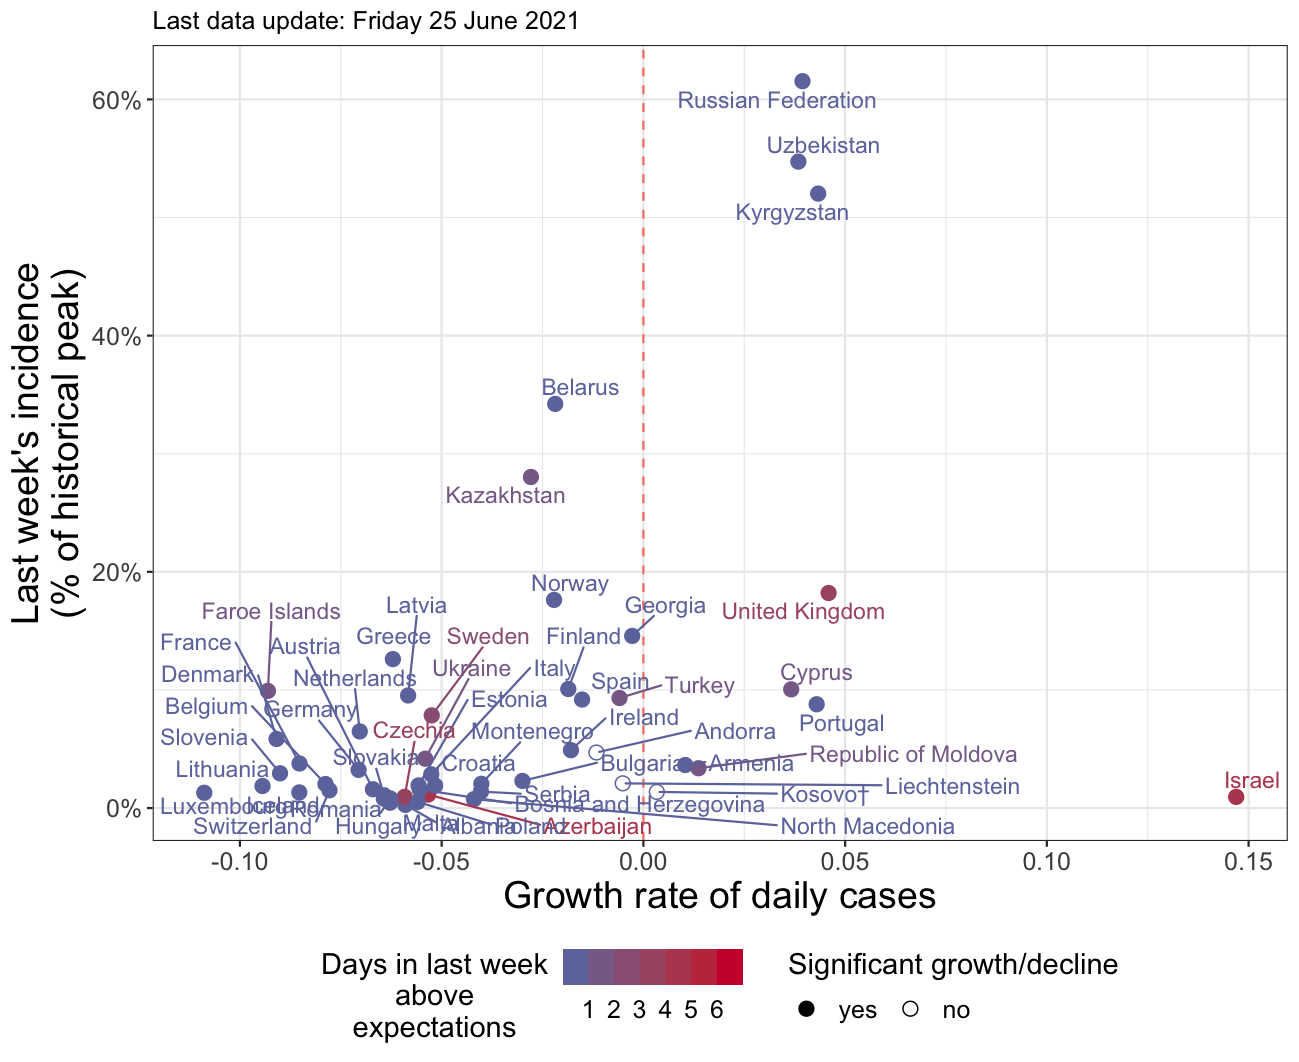 Last data update: Friday 25 June 2021
Last week's incidence
(% of historical peak)
60%
40%
20%
0%
Russian Federation
Uzbekistan
Kyrgyzstan
Belarus
Kazakhstan
Norway
Georgia
United Kingdom
Faroe Islands
Latvia
France
Austria
Greece
Sweden
Finland
Denmark
Netherlands
Ukraine
Italy
Spain
Turkey
Cyprus
Belgium
Germany
Estonia
Ireland
Portugal
Slovenia
Czechia
Montenegro
Andorra
Lithuania
Slovakia
Croatia
Bulgaria
Armenia
Republic of Moldova
Israel
Luxembourg
Iceland
Romania
Serbia
Bosnia and Herzegovina
Kosovo†
Liechtenstein
Switzerland
Hungary
Malta
Albania
Poland
Azerbaijan
North Macedonia
-0.10
-0.05
0.00
0.05
0.10
0.15
Growth rate of daily cases
Days in last week
above
expectations
1 2 3 4 5 6
Significant growth/decline
yes
no